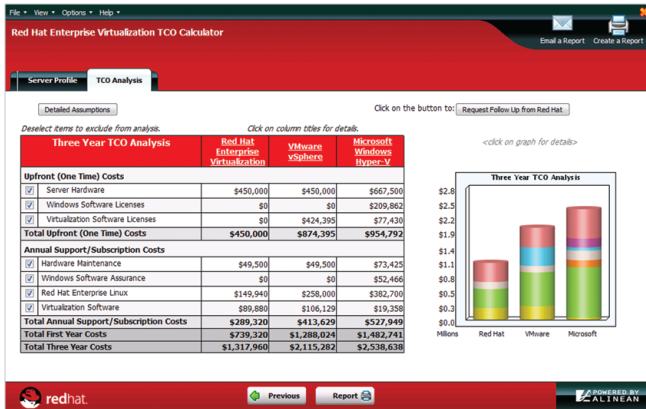 File View Options Help
Red Hat Enterprise Virtualization TCO Calculator
Email a Report Create a Report
Server Profile TCO Analysis
Detailed Assumptions
Click on the button to: Request Follow Up from Red Hat
Deselect items to exclude from analysis. Click on column titles for details.
<click on graph for details>
Three Year TCO Analysis Red Hat Enterprise Virtualization VMware vSphere Microsoft Windows Hyper-V
Upfront (One Time) Costs
Server Hardware $450,000 $450,000 $667,500
Windows Software Licenses $0 $0 $209,862
Virtualization Software Licenses $0 $424,395 $77,430
Total Upfront (One Time) Costs $450,000 $874,395 $954,792
Annual Support/Subscription Costs
Hardware Maintenance $49,500 $49,500 $73,425
Windows Software Assurance $0 $0 $52,466
Red Hat Enterprise Linux $149,940 $258,000 $382,700
Virtualization Software $89,880 $106,129 $19,358
Total Annual Support/Subscription Costs $289,320 $413,629 $527,949
Total First Year Costs $739,320 $1,288,024 $1,482,741
Total Three Year Costs $1,317,960 $2,115,282 $2,538,638
Three Year TCO Analysis
$2.8
$2.5
$2.2
$1.9
$1.4
$1.1
$0.8
$0.5
$0.3
$0.0
Millions Red Hat VMware Microsoft
redhat.
Previous Report
POWERED BY
ALINEAN